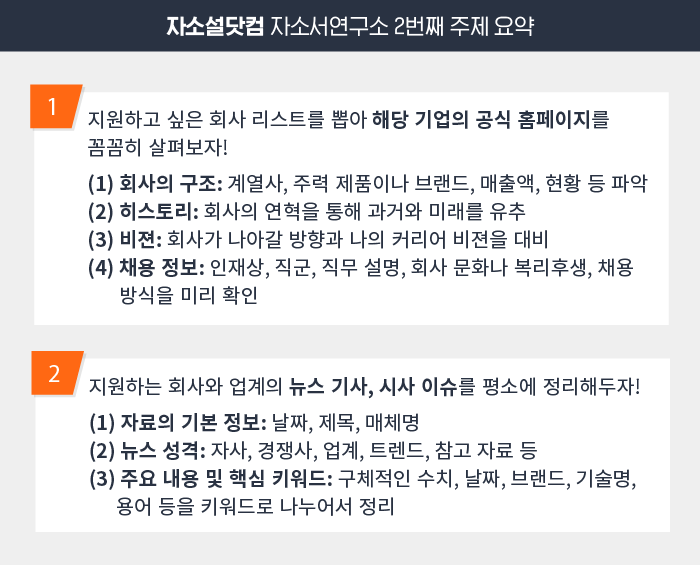 자소설닷컴 자소서연구소 2번째 주제 요약
1
지원하고 싶은 회사 리스트를 뽑아 해당 기업의 공식 홈페이지를
꼼꼼히 살펴보자!
(1) 회사의 구조: 계열사, 주력 제품이나 브랜드, 매출액, 현황 등 파악
(2) 히스토리: 회사의 연혁을 통해 과거와 미래를 유추
(3) 비젼: 회사가 나아갈 방향과 나의 커리어 비젼을 대비
(4) 채용 정보: 인재상, 직군, 직무 설명, 회사 문화나 복리후생, 채용
방식을 미리 확인
2
지원하는 회사와 업계의 뉴스 기사, 시사 이슈를 평소에 정리해두자!
(1) 자료의 기본 정보: 날짜, 제목, 매체명
(2) 뉴스 성격: 자사, 경쟁사, 업계, 트렌드, 참고 자료 등
(3) 주요 내용 및 핵심 키워드: 구체적인 수치, 날짜, 브랜드, 기술명,
용어 등을 키워드로 나누어서 정리